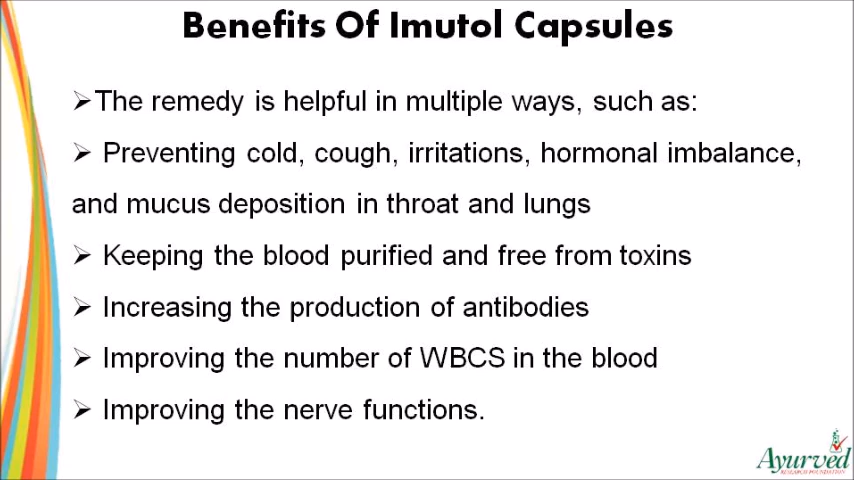 Benefits Of Imutol Capsules
➢The remedy is helpful in multiple ways, such as:
➢ Preventing cold, cough, irritations, hormonal imbalance,
and mucus deposition in throat and lungs
➢ Keeping the blood purified and free from toxins
➢ Increasing the production of antibodies
➢ Improving the number of WBCS in the blood
➢ Improving the nerve functions.
Ayurved
RESEARCH FOUNDATION